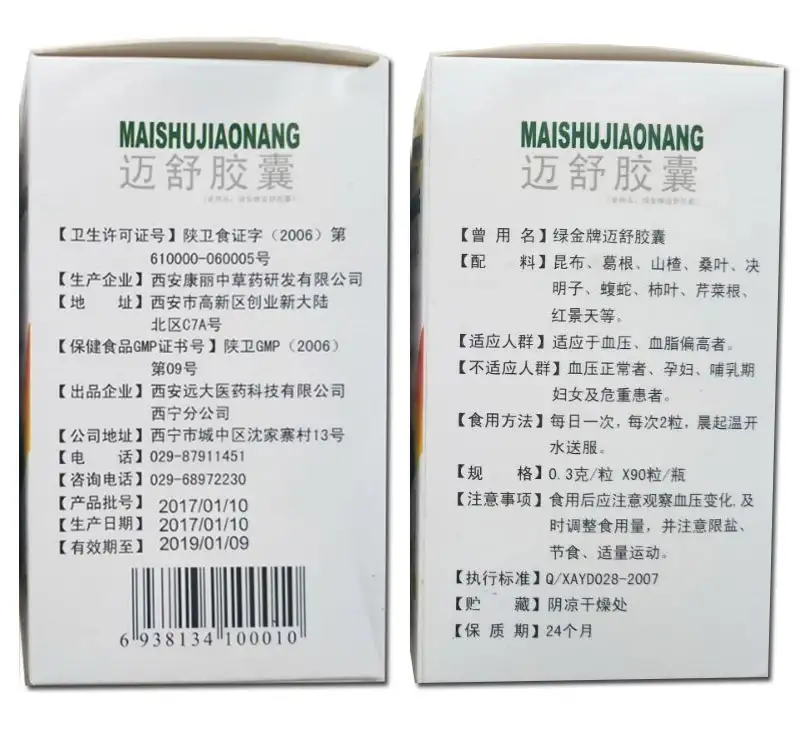 MAISHUJIAONANG
迈舒胶囊
【卫生许可证号】陕卫食证字（2006）第
610000-060005号
【生产企业】西安康丽中草药研发有限公司
【地　　址】西安市高新区创业新大陆
北区C7A号
【保健食品GMP证书号】陕卫GMP（2006）
第09号
【出品企业】西安远大医药科技有限公司
西宁分公司
【公司地址】西宁市城中区沈家寨村13号
【电　　话】029-87911451
【咨询电话】029-68972230
【产品批号】2017/01/10
【生产日期】2017/01/10
【有效期至】2019/01/09
6 938134 100010
MAISHUJIAONANG
迈舒胶囊
【曾 用 名】绿金牌迈舒胶囊
【配　　料】昆布、葛根、山楂、桑叶、决
明子、蝮蛇、柿叶、芹菜根、
红景天等。
【适应人群】适应于血压、血脂偏高者。
【不适应人群】血压正常者、孕妇、哺乳期
妇女及危重患者。
【食用方法】每日一次,每次2粒,晨起温开
水送服。
【规　　格】0.3克/粒 X90粒/瓶
【注意事项】食用后应注意观察血压变化,及
时调整食用量，并注意限盐、
节食、适量运动。
【执行标准】Q/XAYD028-2007
【贮　　藏】阴凉干燥处
【保 质 期】24个月